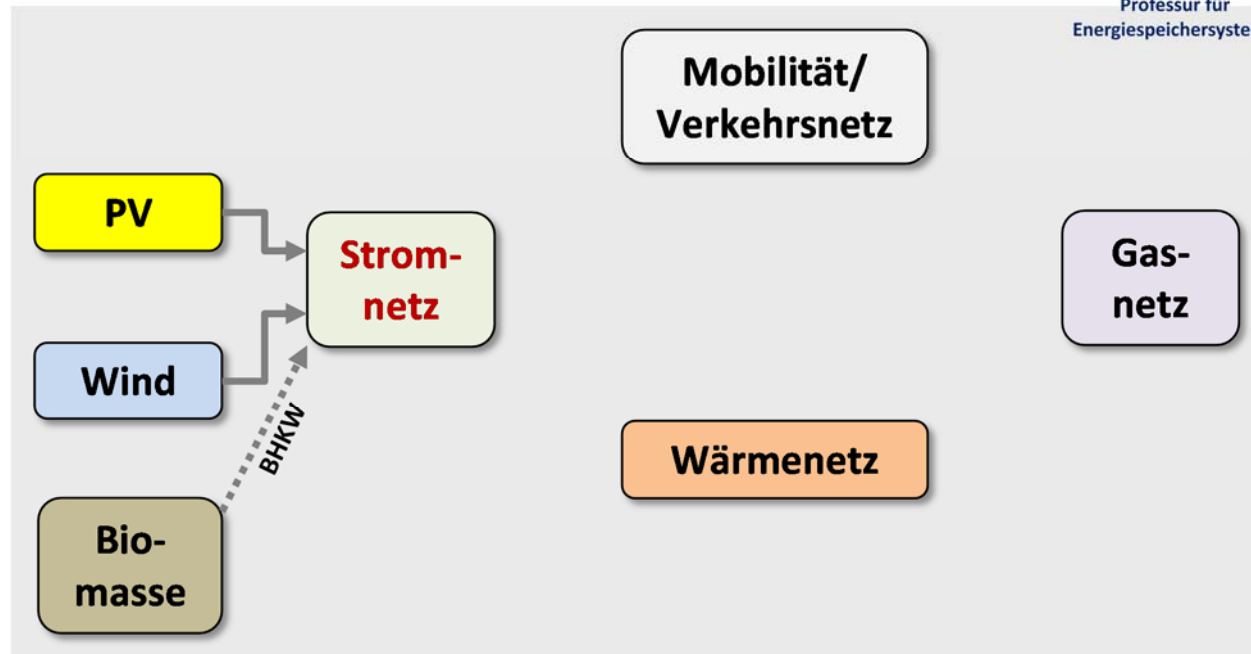 Professur für
Energiespeichersyste
Mobilität/
Verkehrsnetz
PV
Strom-
netz
Gas-
netz
Wind
BHKW
Wärmenetz
Bio-
masse